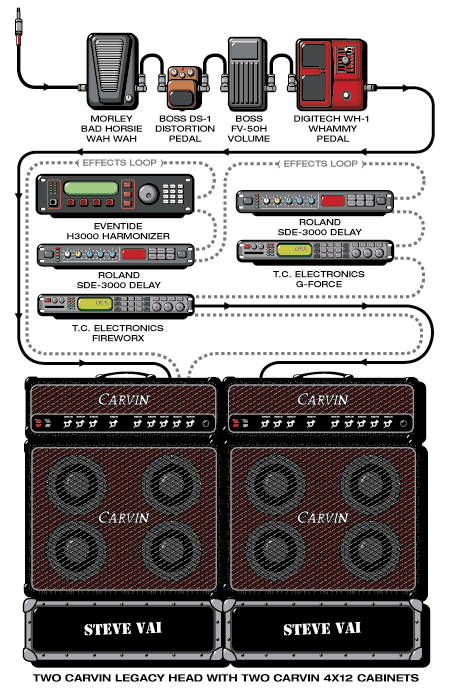 MORLEY
BAD HORSIE
WAH WAH
BOSS DS-1
DISTORTION
PEDAL
BOSS
FV-50H
VOLUME
DIGITECH WH-1
WHAMMY
PEDAL
EFFECTS LOOP
EFFECTS LOOP
EVENTIDE
H3000 HARMONIZER
ROLAND
SDE-3000 DELAY
ROLAND
SDE-3000 DELAY
T.C. ELECTRONICS
G-FORCE
T.C. ELECTRONICS
FIREWORX
CARVIN
CARVIN
CARVIN
CARVIN
STEVE VAI
STEVE VAI
TWO CARVIN LEGACY HEAD WITH TWO CARVIN 4X12 CABINETS